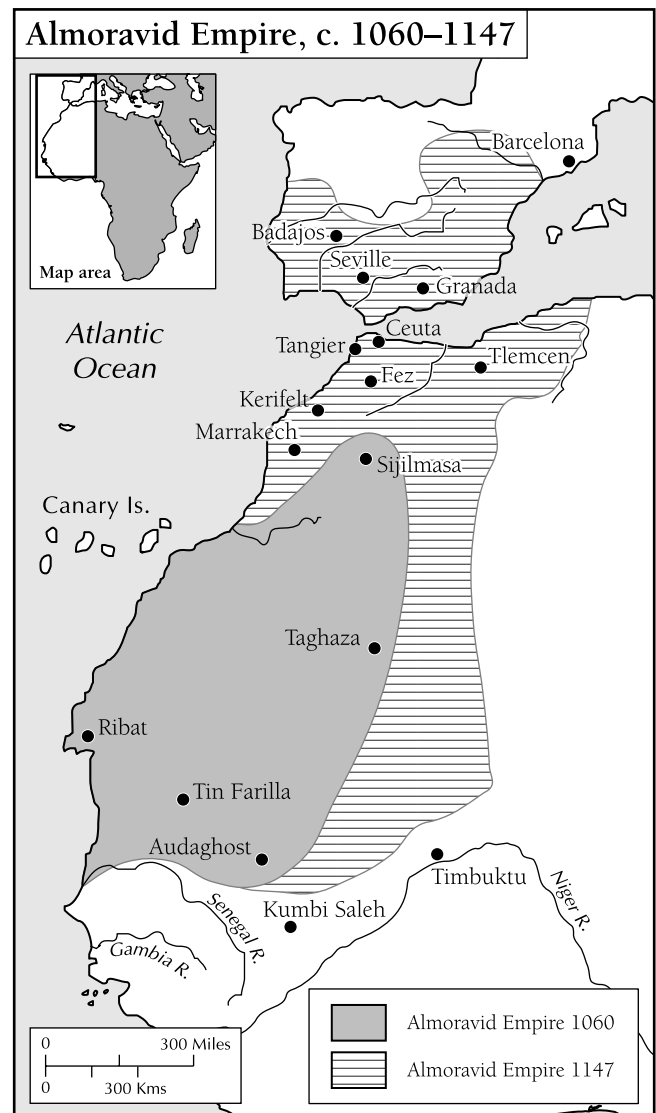 Almoravid Empire, c. 1060–1147
Map area
Barcelona
Badajos
Seville
Granada
Atlantic
Ocean
Ceuta
Tangier
Tlemcen
Fez
Kerifelt
Marrakech
Sijilmasa
Canary Is.
Taghaza
Ribat
Tin Farilla
Audaghost
Timbuktu
Niger R.
Senegal R.
Kumbi Saleh
Gambia R.
Almoravid Empire 1060
Almoravid Empire 1147
0 300 Miles
0 300 Kms